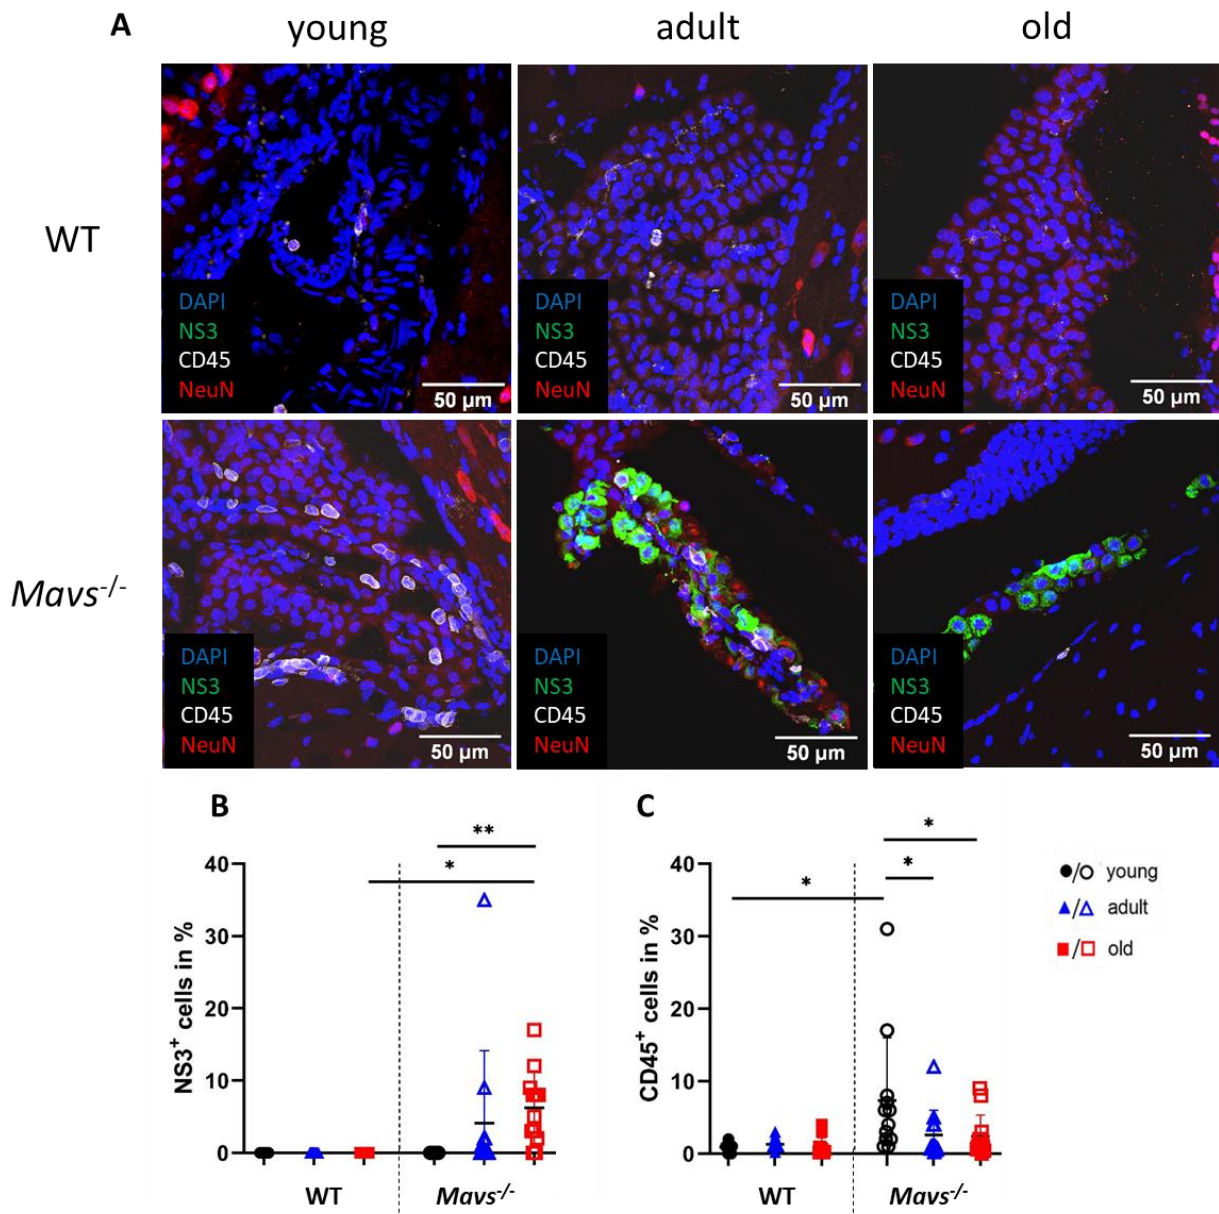 A
young adult old
WT
DAPI
NS3
CD45
NeuN
50 µm
DAPI
NS3
CD45
NeuN
50 µm
DAPI
NS3
CD45
NeuN
50 µm
Mavs-/-
DAPI
NS3
CD45
NeuN
50 µm
DAPI
NS3
CD45
NeuN
50 µm
DAPI
NS3
CD45
NeuN
50 µm
B
**
*
40
30
20
10
0
NS3+ cells in %
WT Mavs-/-
C
*
*
*
40
30
20
10
0
CD45+ cells in %
WT Mavs-/-
●/○ young
▲/△ adult
■/□ old